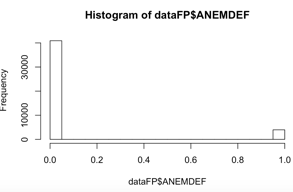 Histogram of dataFP$ANEMDEF
Frequency
30000
10000
0
0.0 0.2 0.4 0.6 0.8 1.0
dataFP$ANEMDEF